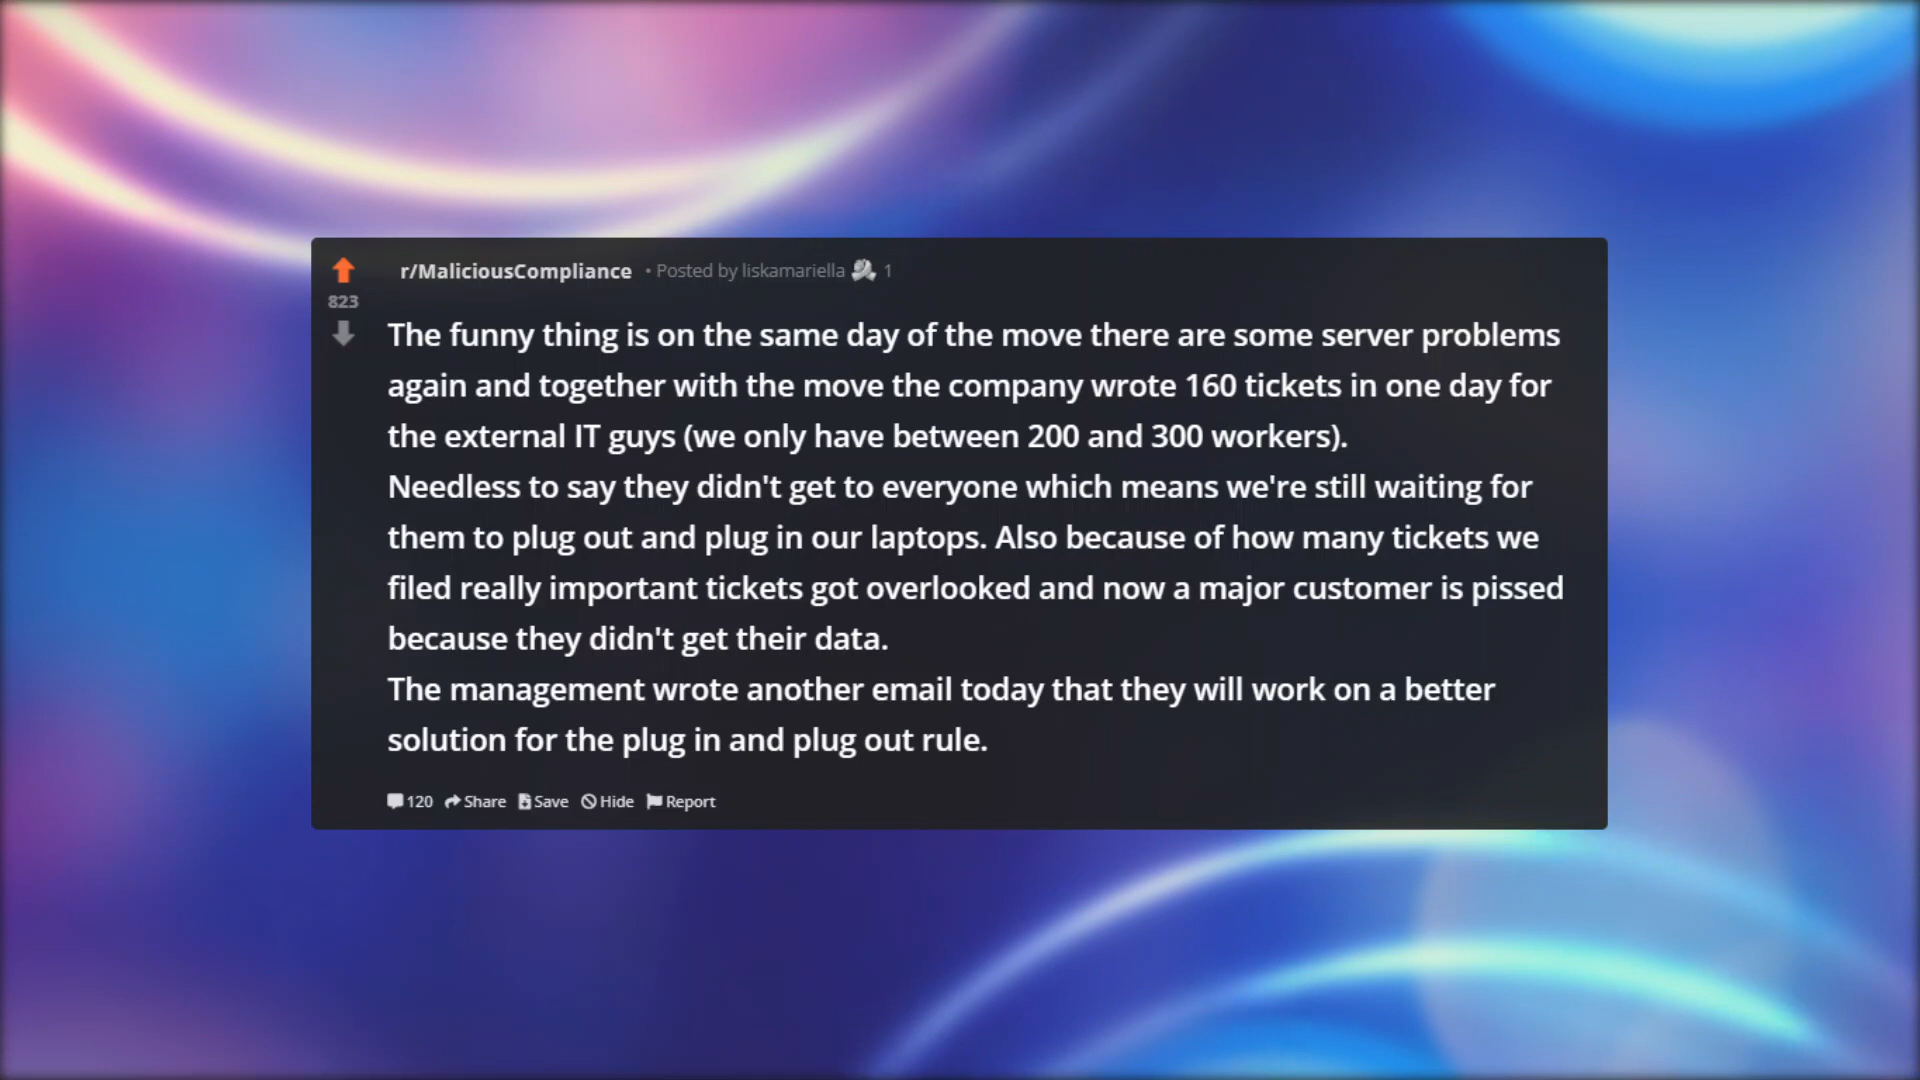 r/MaliciousCompliance • Posted by liskamariella 1
823
The funny thing is on the same day of the move there are some server problems
again and together with the move the company wrote 160 tickets in one day for
the external IT guys (we only have between 200 and 300 workers).
Needless to say they didn't get to everyone which means we're still waiting for
them to plug out and plug in our laptops. Also because of how many tickets we
filed really important tickets got overlooked and now a major customer is pissed
because they didn't get their data.
The management wrote another email today that they will work on a better
solution for the plug in and plug out rule.
120 Share Save Hide Report